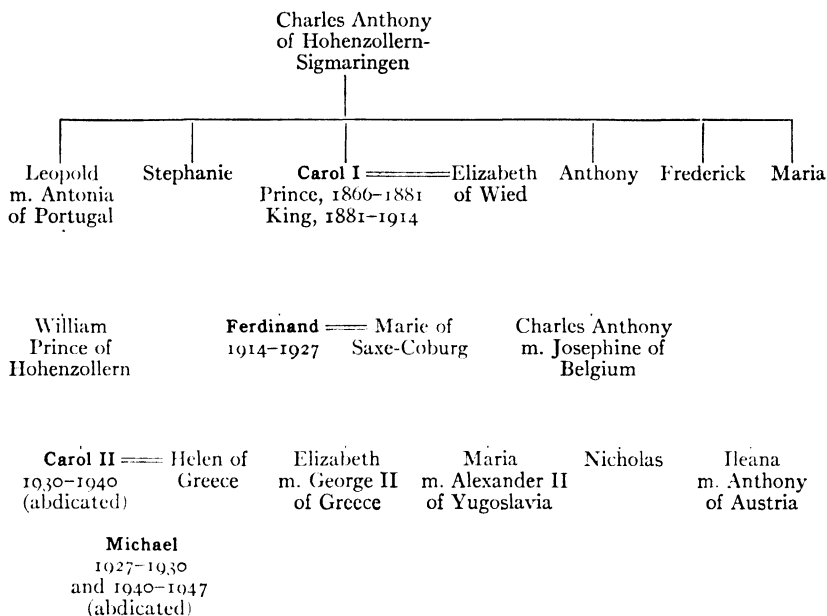 Charles Anthony
of Hohenzollern-
Sigmaringen
Leopold
m. Antonia
of Portugal
Stephanie
Carol I
Prince, 1866–1881
King, 1881–1914
Elizabeth
of Wied
Anthony
Frederick
Maria
William
Prince of
Hohenzollern
Ferdinand
1914–1927
Marie of
Saxe-Coburg
Charles Anthony
m. Josephine of
Belgium
Carol II
1930–1940
(abdicated)
Helen of
Greece
Elizabeth
m. George II
of Greece
Maria
m. Alexander II
of Yugoslavia
Nicholas
Ileana
m. Anthony
of Austria
Michael
1927–1930
and 1940–1947
(abdicated)